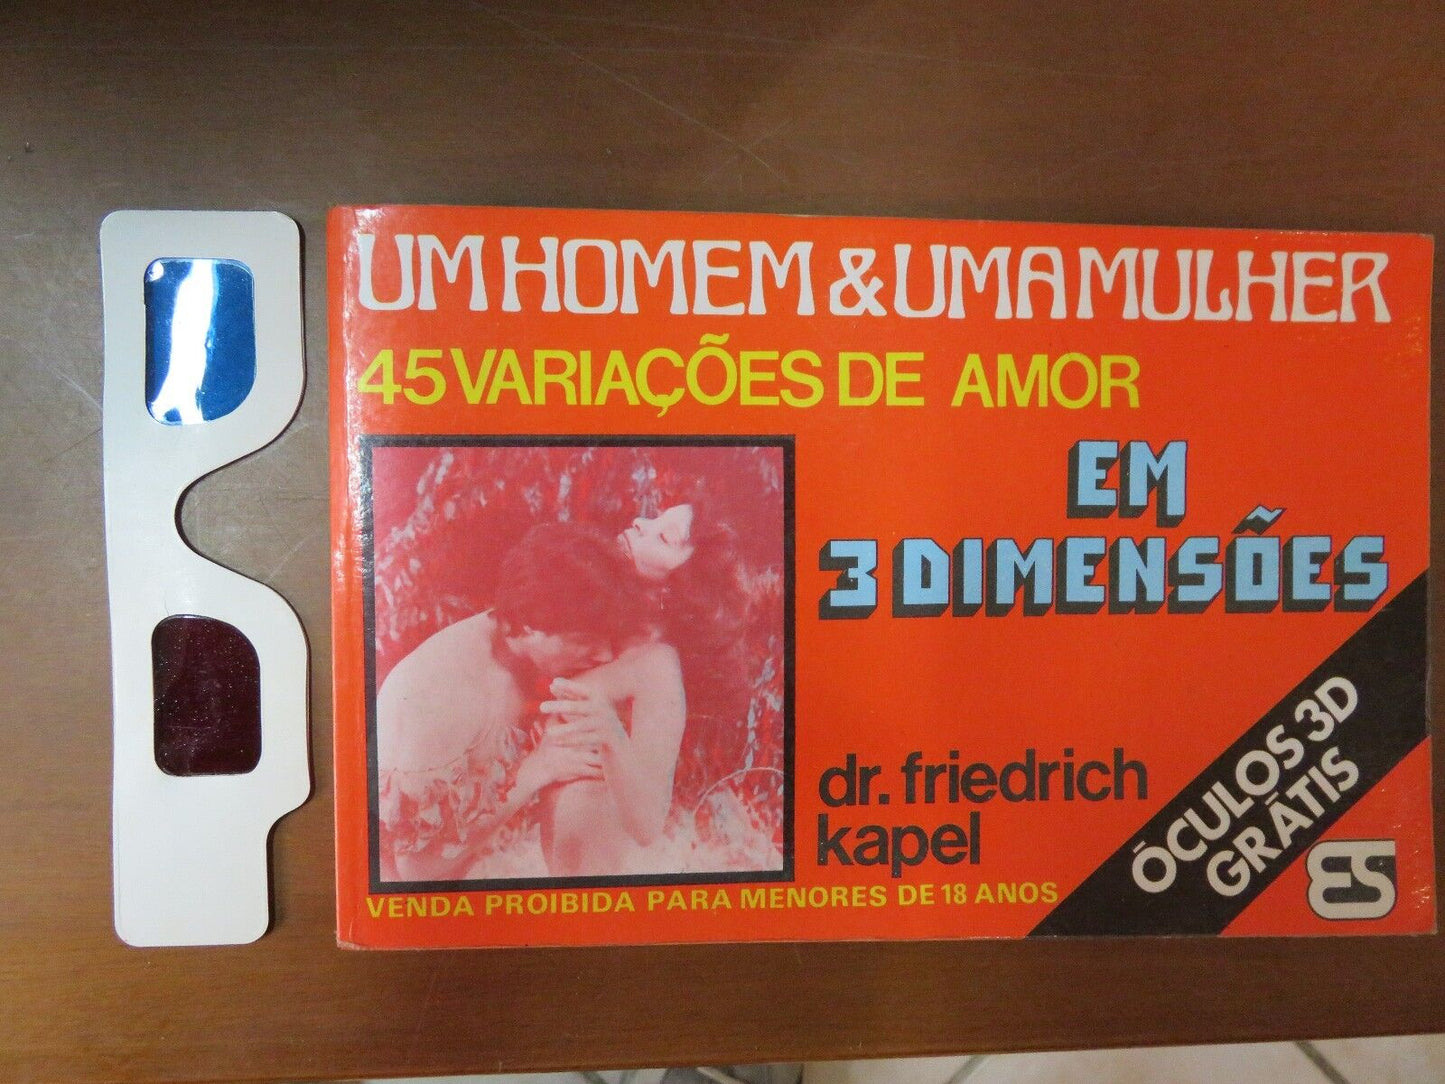 UM HOMEM & UMA MULHER
45 VARIAÇÕES DE AMOR
EM
3 DIMENSÕES
dr. friedrich
kapel
ÓCULOS 3D
GRÁTIS
ES
VENDA PROIBIDA PARA MENORES DE 18 ANOS